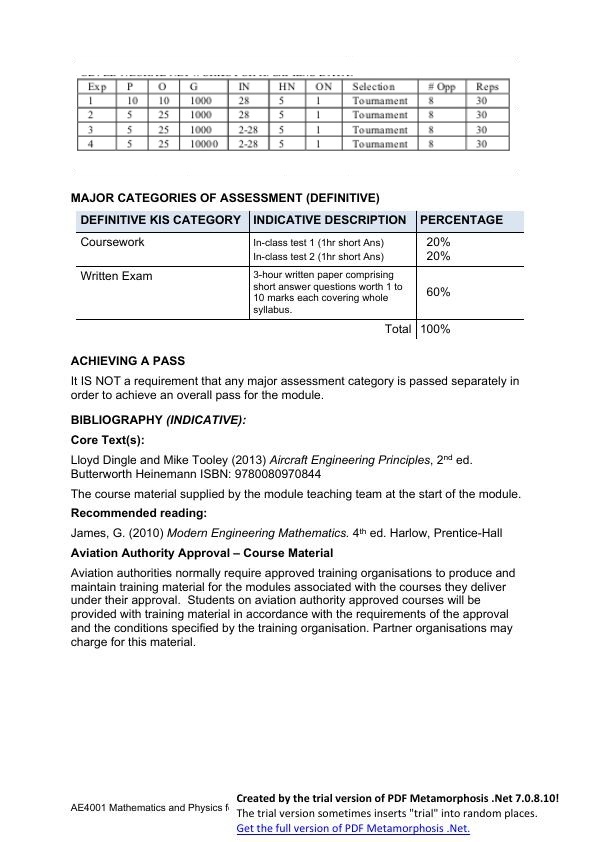 Exp P O G IN HN ON Selection # Opp Reps
1 10 10 1000 28 5 1 Tournament 8 30
2 5 25 1000 28 5 1 Tournament 8 30
3 5 25 1000 2-28 5 1 Tournament 8 30
4 5 25 10000 2-28 5 1 Tournament 8 30
MAJOR CATEGORIES OF ASSESSMENT (DEFINITIVE)
DEFINITIVE KIS CATEGORY INDICATIVE DESCRIPTION PERCENTAGE
Coursework In-class test 1 (1hr short Ans) 20%
In-class test 2 (1hr short Ans) 20%
Written Exam 3-hour written paper comprising
short answer questions worth 1 to
10 marks each covering whole
syllabus.
60%
Total 100%
ACHIEVING A PASS
It IS NOT a requirement that any major assessment category is passed separately in
order to achieve an overall pass for the module.
BIBLIOGRAPHY (INDICATIVE):
Core Text(s):
Lloyd Dingle and Mike Tooley (2013) Aircraft Engineering Principles, 2nd ed.
Butterworth Heinemann ISBN: 9780080970844
The course material supplied by the module teaching team at the start of the module.
Recommended reading:
James, G. (2010) Modern Engineering Mathematics. 4th ed. Harlow, Prentice-Hall
Aviation Authority Approval – Course Material
Aviation authorities normally require approved training organisations to produce and
maintain training material for the modules associated with the courses they deliver
under their approval.  Students on aviation authority approved courses will be
provided with training material in accordance with the requirements of the approval
and the conditions specified by the training organisation. Partner organisations may
charge for this material.
AE4001 Mathematics and Physics
Created by the trial version of PDF Metamorphosis .Net 7.0.8.10!
The trial version sometimes inserts "trial" into random places.
Get the full version of PDF Metamorphosis .Net.